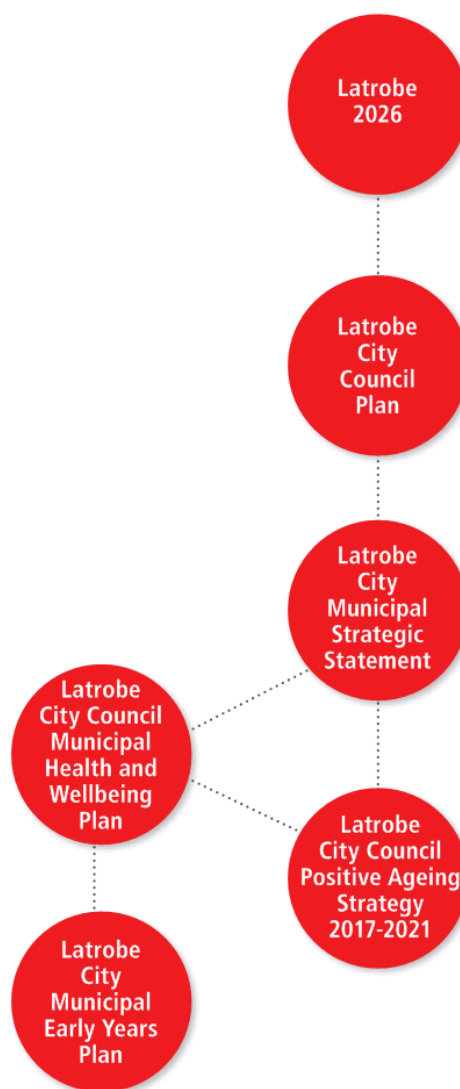 Latrobe
2026
Latrobe
City
Council
Plan
Latrobe
City
Municipal
Strategic
Statement
Latrobe
City Council
Municipal
Health and
Wellbeing
Plan
Latrobe
City Council
Positive Ageing
Strategy
2017-2021
Latrobe
City
Municipal
Early Years
Plan